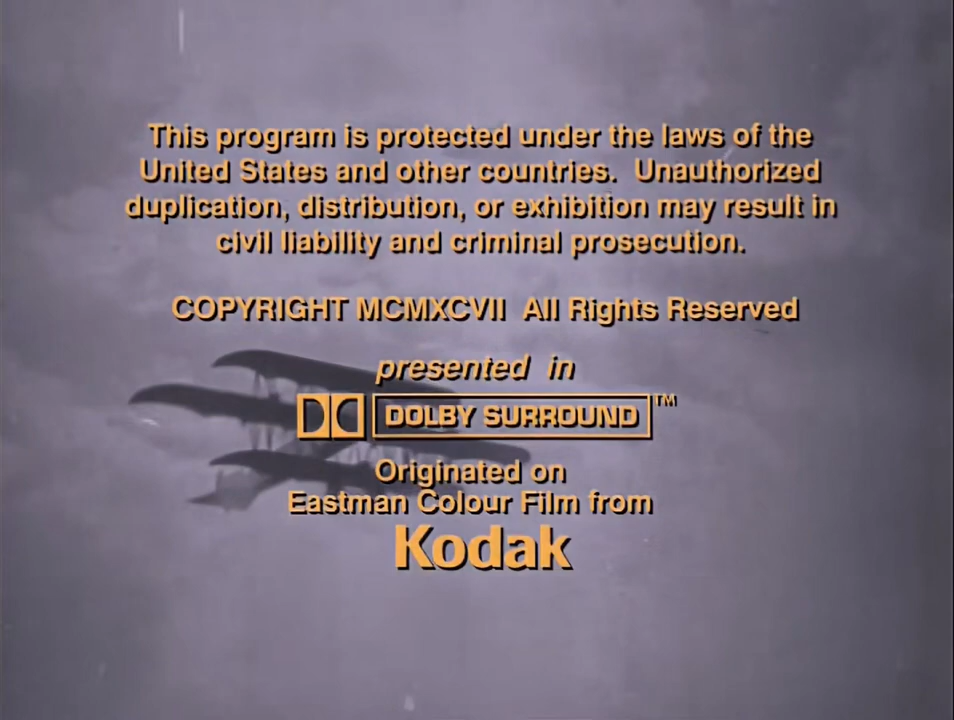 This program is protected under the laws of the
United States and other countries.  Unauthorized
duplication, distribution, or exhibition may result in
civil liability and criminal prosecution.
COPYRIGHT MCMXCVII  All Rights Reserved
presented in
DOLBY SURROUND™
Originated on
Eastman Colour Film from
Kodak